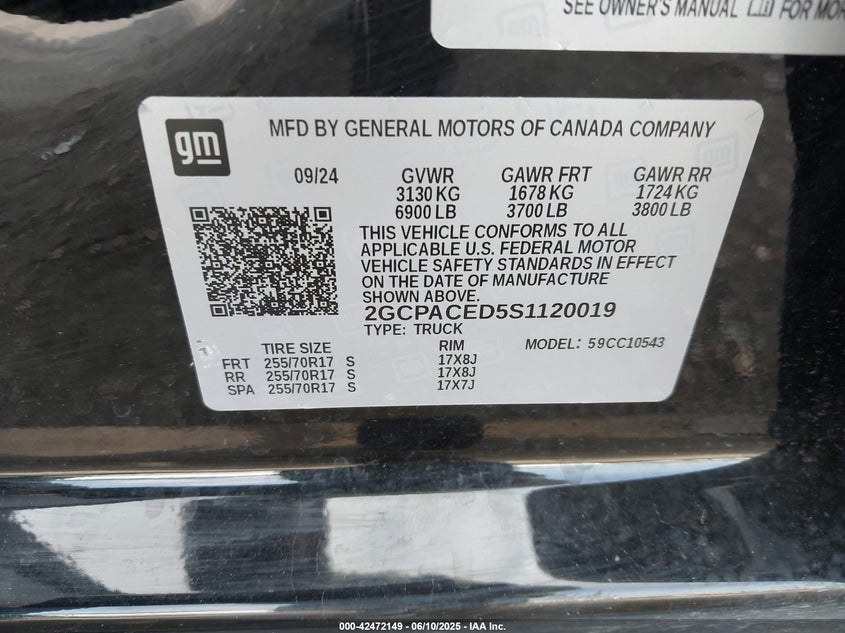 SEE OWNER'S MANUAL FOR MOR
gm
MFD BY GENERAL MOTORS OF CANADA COMPANY
09/24 GVWR GAWR FRT GAWR RR
3130 KG 1678 KG 1724 KG
6900 LB 3700 LB 3800 LB
THIS VEHICLE CONFORMS TO ALL
APPLICABLE U.S. FEDERAL MOTOR
VEHICLE SAFETY STANDARDS IN EFFECT
ON THE DATE OF MANUFACTURE
SHOWN ABOVE.
2GCPACED5S1120019
TYPE: TRUCK
TIRE SIZE RIM MODEL: 59CC10543
FRT 255/70R17 S 17X8J
RR 255/70R17 S 17X8J
SPA 255/70R17 S 17X7J
000-42472149 - 06/10/2025 - IAA Inc.